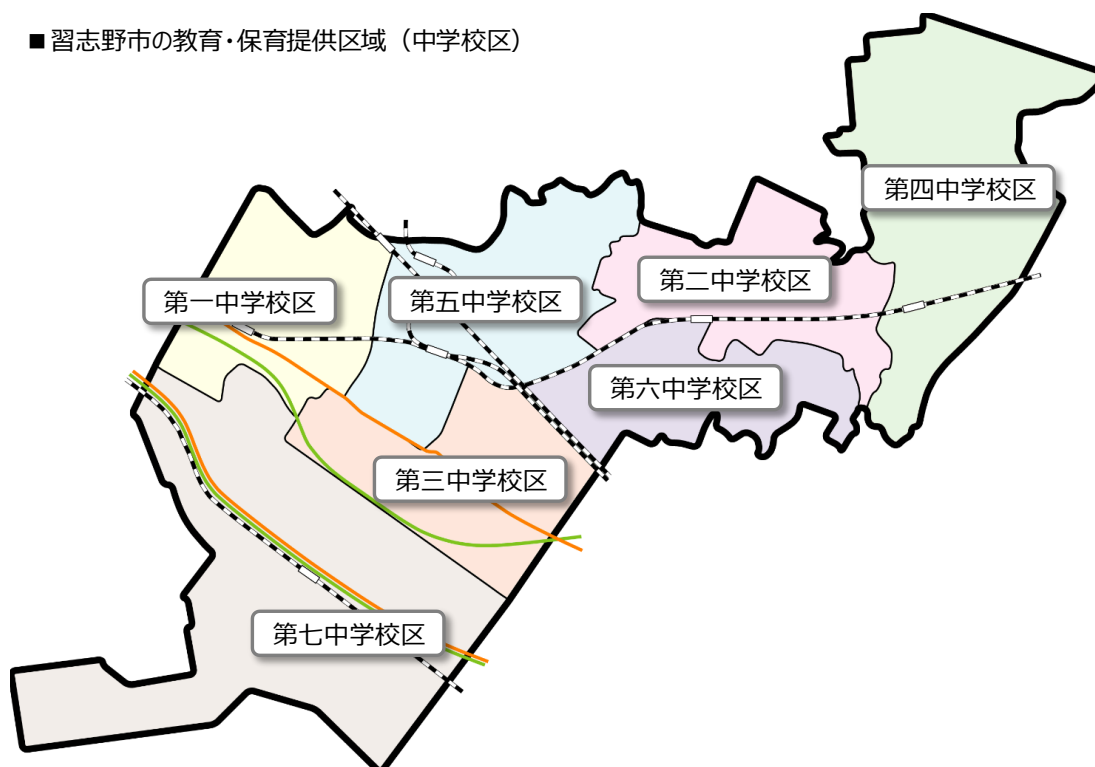 ■ 習志野市の教育・保育提供区域（中学校区）
第四中学校区
第二中学校区
第一中学校区
第五中学校区
第六中学校区
第三中学校区
第七中学校区